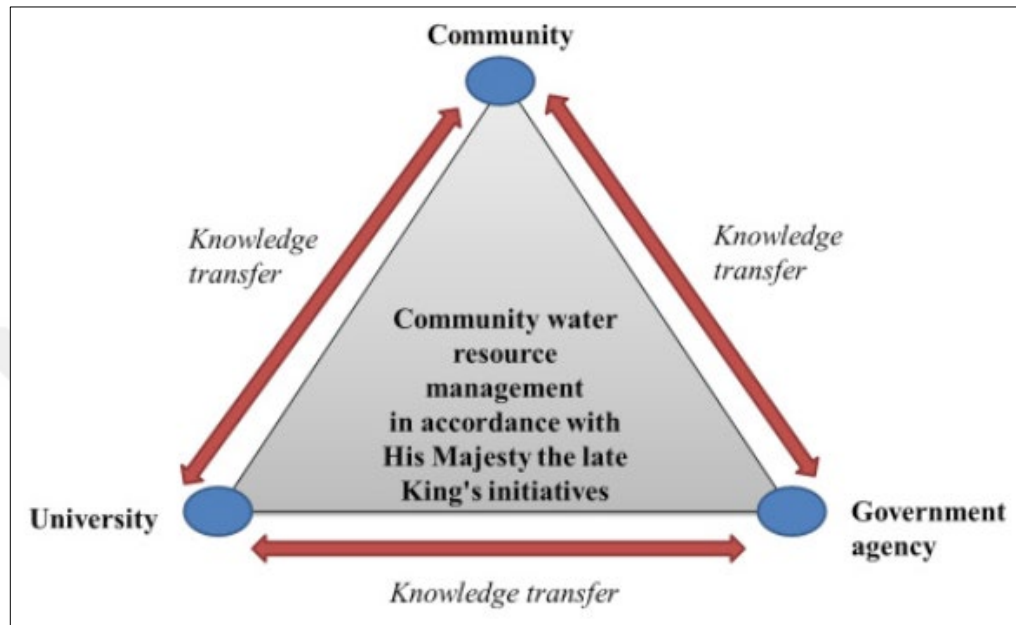 Community
Knowledge
transfer
Knowledge
transfer
Community water
resource
management
in accordance with
His Majesty the late
King's initiatives
University
Government
agency
Knowledge transfer